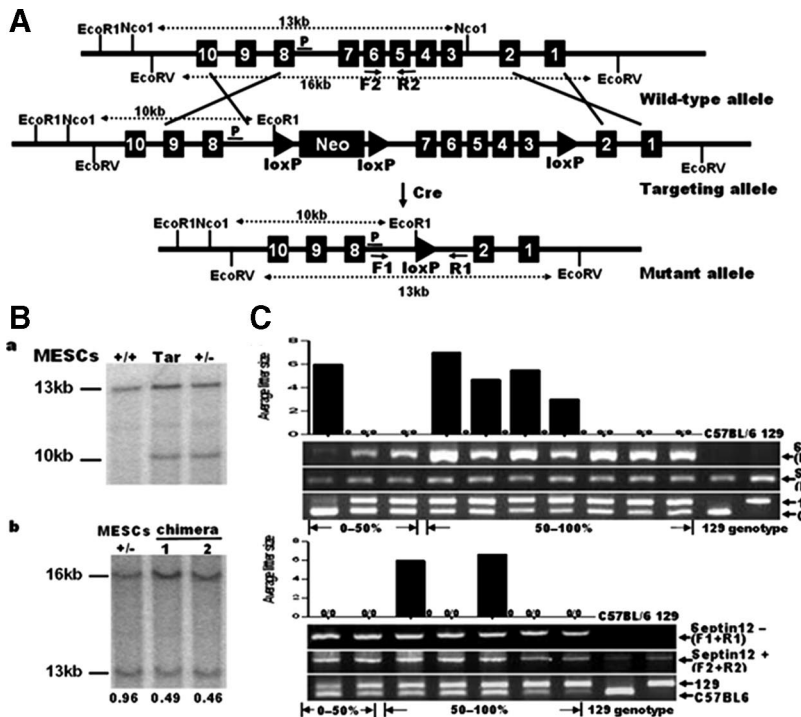 A
EcoR1 Nco1
13kb
Nco1
P
10 9 8 7 6 5 4 3 2 1
EcoRV
F2 R2
16kb
EcoRV
Wild-type allele
EcoR1 Nco1
10kb
EcoR1
P
10 9 8 Neo 7 6 5 4 3 2 1
EcoRV
loxP loxP loxP
EcoRV
Targeting allele
Cre
EcoR1 Nco1
10kb
EcoR1
P
10 9 8 2 1
EcoRV
F1 loxP R1
EcoRV
13kb
Mutant allele
B
a
MESCs +/+ Tar +/-
13kb
10kb
b
MESCs chimera
+/- 1 2
16kb
13kb
0.96 0.49 0.46
C
Average litter size
8
6
4
2
0
C57BL/6 129
0-50% 50-100% 129 genotype
Average litter size
8
6
4
2
0
C57BL/6 129
Septin12 -
(F1+R1)
Septin12 +
(F2+R2)
129
C57BL6
0-50% 50-100% 129 genotype